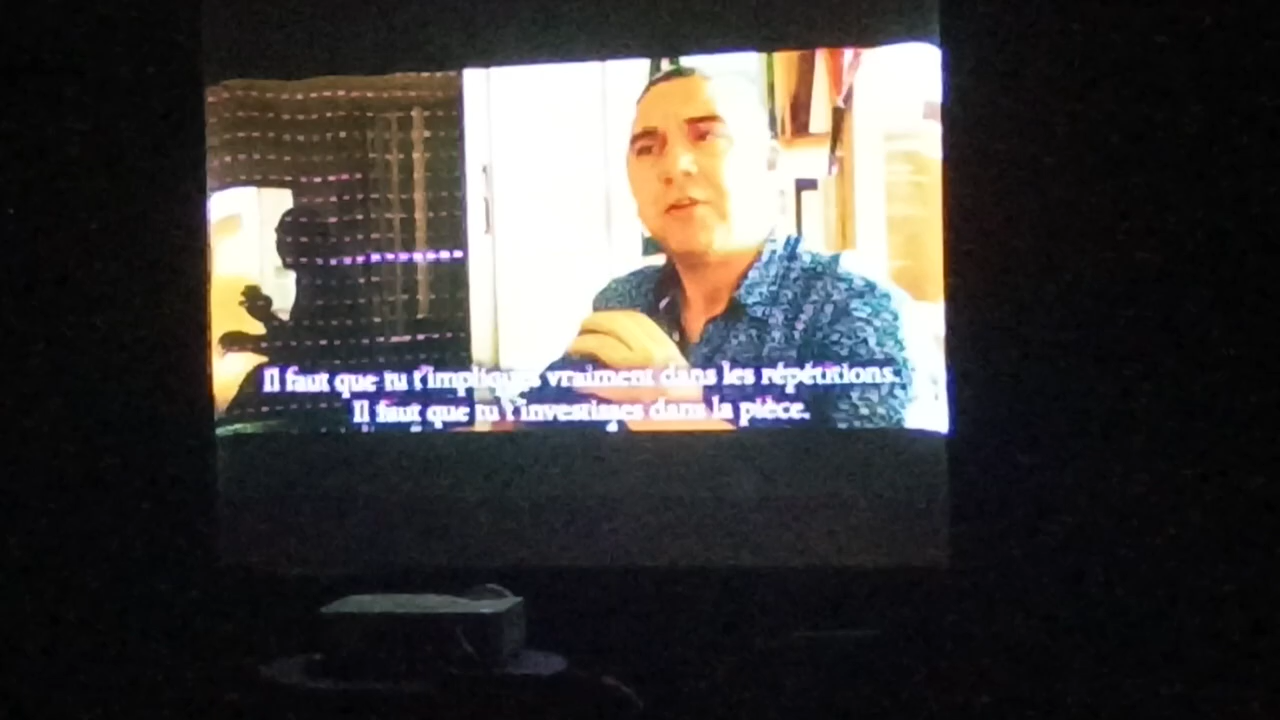 Il faut que tu t'impliques vraiment dans les répétitions.
Il faut que tu t'investisses dans la pièce.